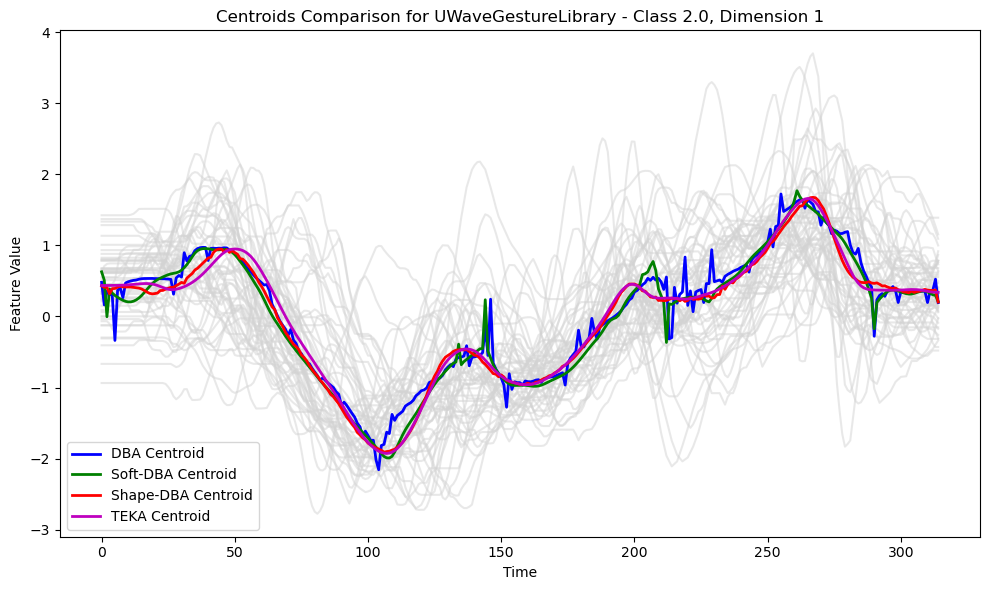 Centroids Comparison for UWaveGestureLibrary - Class 2.0, Dimension 1
4
3
2
1
0
−1
−2
−3
Feature Value
DBA Centroid
Soft-DBA Centroid
Shape-DBA Centroid
TEKA Centroid
0 50 100 150 200 250 300
Time